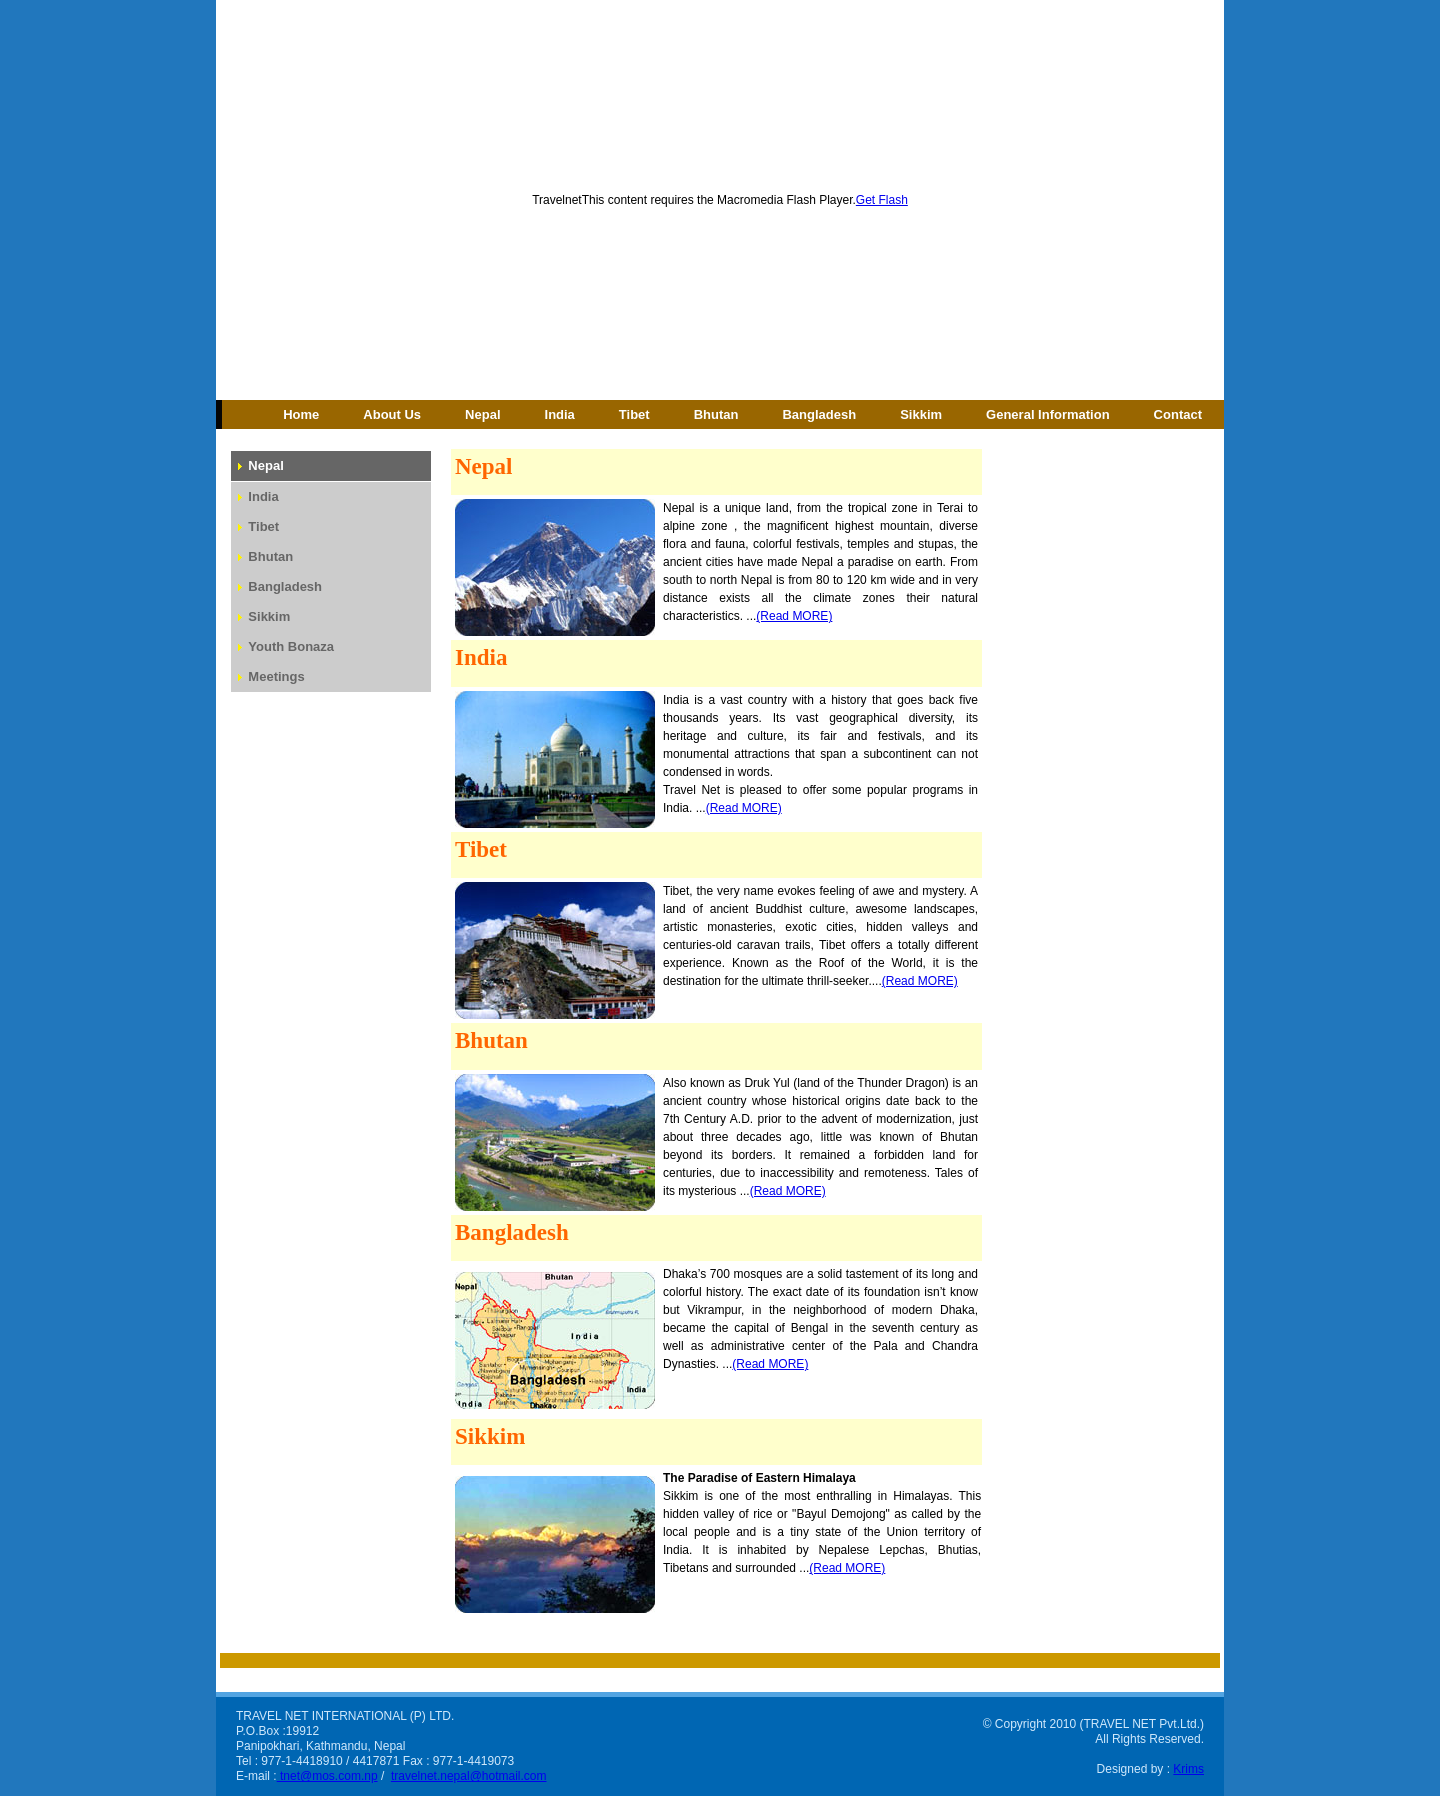 TravelnetThis content requires the Macromedia Flash Player.Get Flash
Home About Us Nepal India Tibet Bhutan Bangladesh Sikkim General Information Contact
Nepal
India
Tibet
Bhutan
Bangladesh
Sikkim
Youth Bonaza
Meetings
Nepal
Nepal is a unique land, from the tropical zone in Terai to
alpine zone , the magnificent highest mountain, diverse
flora and fauna, colorful festivals, temples and stupas, the
ancient cities have made Nepal a paradise on earth. From
south to north Nepal is from 80 to 120 km wide and in very
distance exists all the climate zones their natural
characteristics. ...(Read MORE)
India
India is a vast country with a history that goes back five
thousands years. Its vast geographical diversity, its
heritage and culture, its fair and festivals, and its
monumental attractions that span a subcontinent can not
condensed in words.
Travel Net is pleased to offer some popular programs in
India. ...(Read MORE)
Tibet
Tibet, the very name evokes feeling of awe and mystery. A
land of ancient Buddhist culture, awesome landscapes,
artistic monasteries, exotic cities, hidden valleys and
centuries-old caravan trails, Tibet offers a totally different
experience. Known as the Roof of the World, it is the
destination for the ultimate thrill-seeker....(Read MORE)
Bhutan
Also known as Druk Yul (land of the Thunder Dragon) is an
ancient country whose historical origins date back to the
7th Century A.D. prior to the advent of modernization, just
about three decades ago, little was known of Bhutan
beyond its borders. It remained a forbidden land for
centuries, due to inaccessibility and remoteness. Tales of
its mysterious ...(Read MORE)
Bangladesh
Nepal
Bhutan
India
Bangladesh
India
India
Dhaka
Dhaka’s 700 mosques are a solid tastement of its long and
colorful history. The exact date of its foundation isn’t know
but Vikrampur, in the neighborhood of modern Dhaka,
became the capital of Bengal in the seventh century as
well as administrative center of the Pala and Chandra
Dynasties. ...(Read MORE)
Sikkim
The Paradise of Eastern Himalaya
Sikkim is one of the most enthralling in Himalayas. This
hidden valley of rice or "Bayul Demojong" as called by the
local people and is a tiny state of the Union territory of
India. It is inhabited by Nepalese Lepchas, Bhutias,
Tibetans and surrounded ...(Read MORE)
TRAVEL NET INTERNATIONAL (P) LTD.
P.O.Box :19912
Panipokhari, Kathmandu, Nepal
Tel : 977-1-4418910 / 4417871 Fax : 977-1-4419073
E-mail : tnet@mos.com.np / travelnet.nepal@hotmail.com
© Copyright 2010 (TRAVEL NET Pvt.Ltd.)
All Rights Reserved.
Designed by : Krims